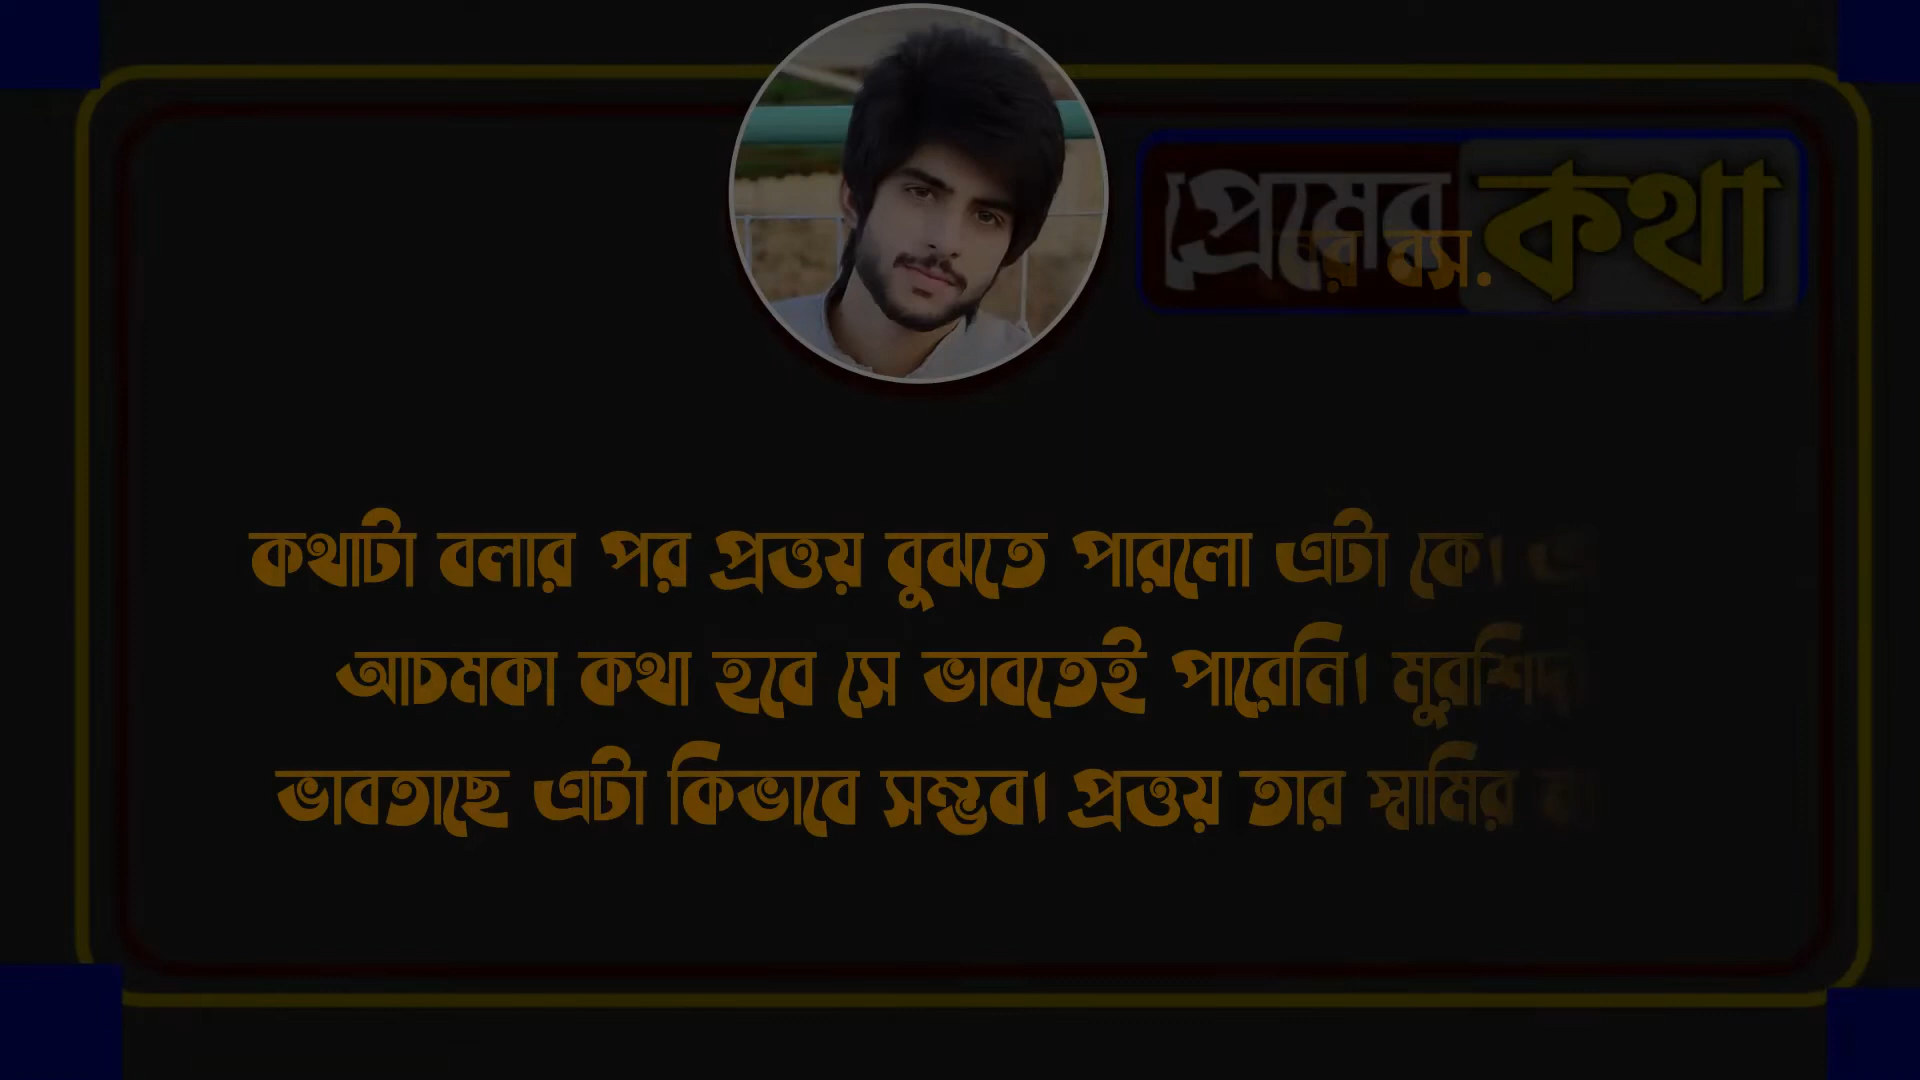 প্রেমের কথা
র বস.
কথাটা বলার পর প্রত্তয় বুঝতে পারলো এটা কে।
আচমকা কথা হবে সে ভাবতেই পারেনি।
ভাবতাছে এটা কিভাবে সম্ভব। প্রত্তয় তার স্বামির